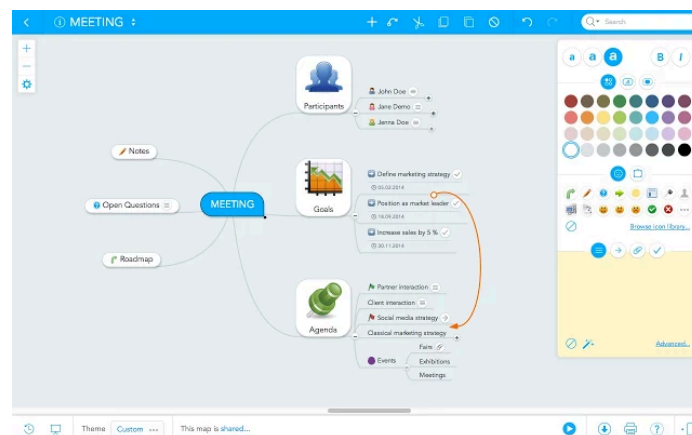 MEETING
Search
a a a B I
Participants
John Doe
Jane Demo
Jenna Doe
Notes
Open Questions
Roadmap
MEETING
Goals
Define marketing strategy
05.02.2014
Position as market leader
18.09.2014
Increase sales by 5 %
30.11.2014
Agenda
Partner interaction
Client interaction
Social media strategy
Classical marketing strategy
Events
Fairs
Exhibitions
Meetings
Browse icon library...
Advanced...
Theme Custom ...
This map is shared...